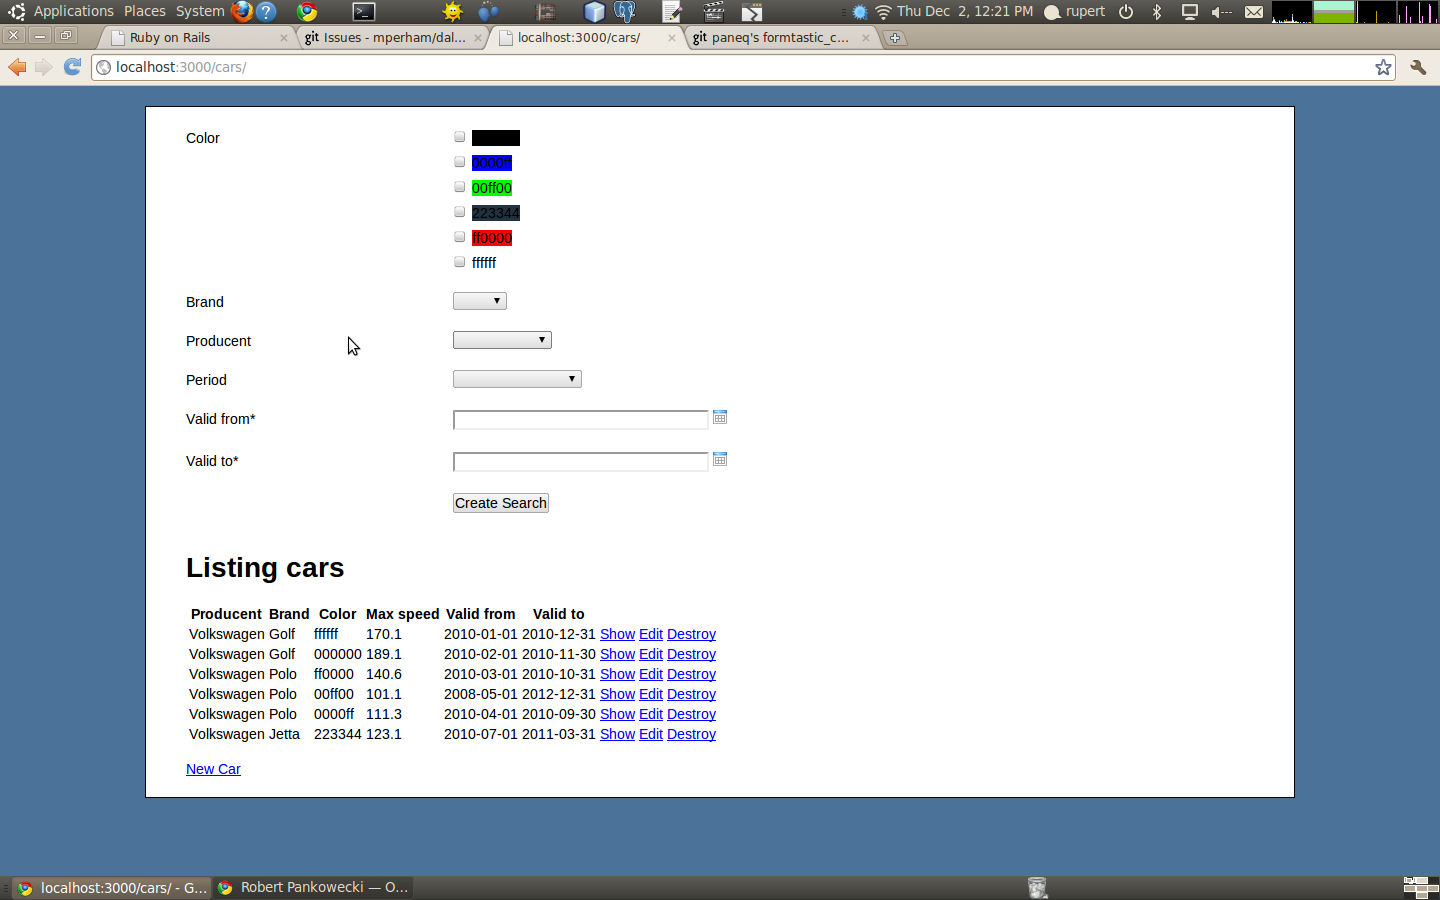 Applications Places System Thu Dec 2, 12:21 PM rupert
Ruby on Rails git Issues - mperham/dal... localhost:3000/cars/ git paneq's formtastic_c...
localhost:3000/cars/
Color
0000ff
00ff00
223344
ff0000
ffffff
Brand
Producent
Period
Valid from*
Valid to*
Create Search
Listing cars
Producent Brand Color Max speed Valid from Valid to
Volkswagen Golf ffffff 170.1 2010-01-01 2010-12-31 Show Edit Destroy
Volkswagen Golf 000000 189.1 2010-02-01 2010-11-30 Show Edit Destroy
Volkswagen Polo ff0000 140.6 2010-03-01 2010-10-31 Show Edit Destroy
Volkswagen Polo 00ff00 101.1 2008-05-01 2012-12-31 Show Edit Destroy
Volkswagen Polo 0000ff 111.3 2010-04-01 2010-09-30 Show Edit Destroy
Volkswagen Jetta 223344 123.1 2010-07-01 2011-03-31 Show Edit Destroy
New Car
localhost:3000/cars/ - G... Robert Pankowecki — O...